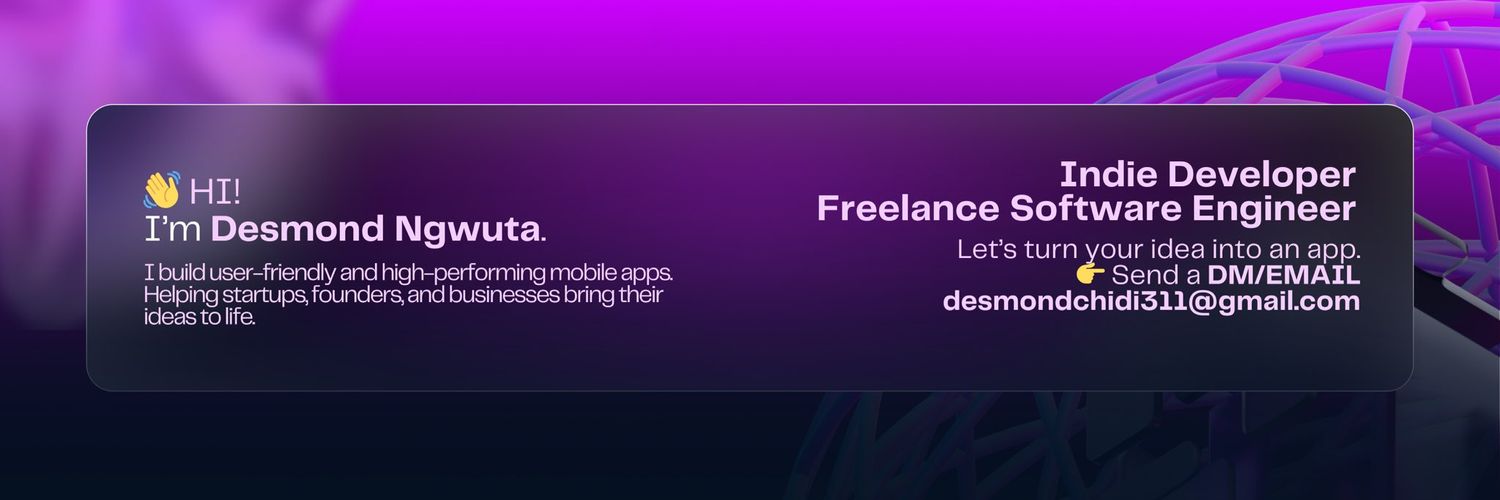 👋 HI!
I'm Desmond Ngwuta.
I build user-friendly and high-performing mobile apps.
Helping startups, founders, and businesses bring their
ideas to life.
Indie Developer
Freelance Software Engineer
Let's turn your idea into an app.
👉 Send a DM/EMAIL
desmondchidi311@gmail.com